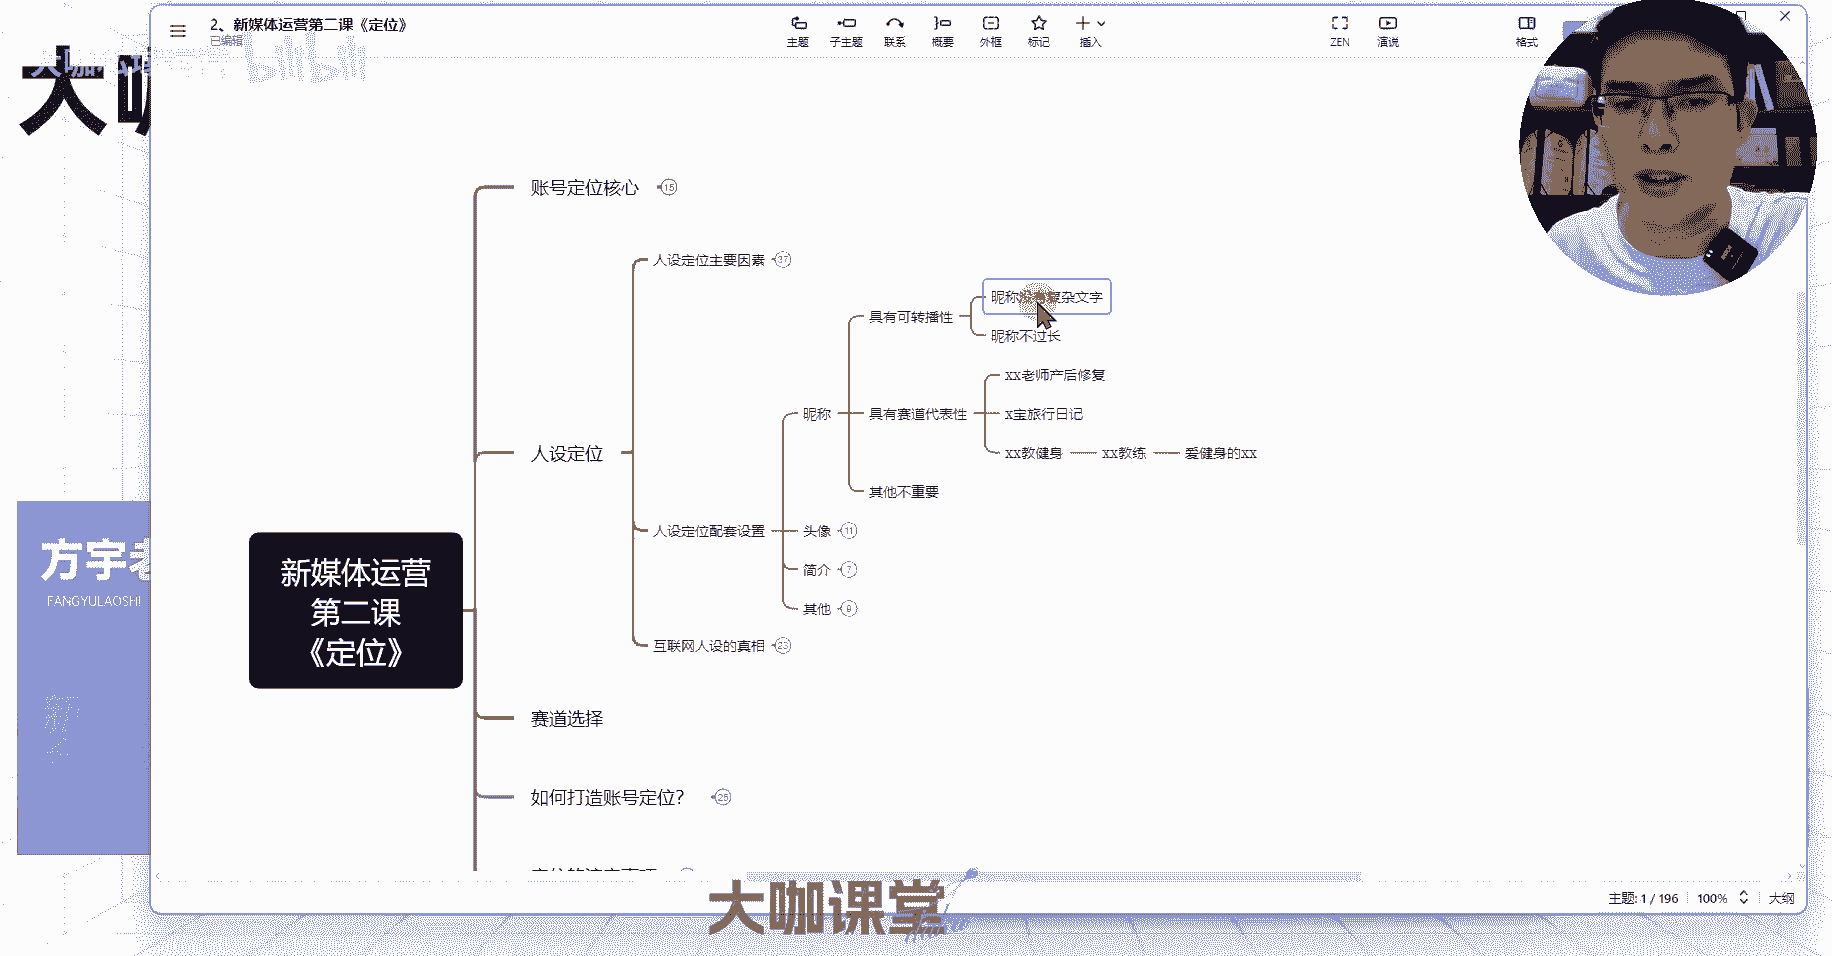 2、新媒体运营第二课《定位》
已编辑
主题
子主题
联系
概要
外框
标记
插入
ZEN
演说
格式
bilibili
大咖
账号定位核心 15
人设定位主要因素 37
昵称没有复杂文字
具有可转播性
昵称不过长
xx老师产后修复
昵称
具有赛道代表性
x宝旅行日记
人设定位
xx教健身
xx教练
爱健身的xx
其他不重要
人设定位配套设置
头像 11
简介 7
其他 9
互联网人设的真相 23
新媒体运营
第二课
《定位》
方宇老
FANGYULAOSHI
赛道选择
如何打造账号定位? 25
大咖课堂
主题: 1 / 196
100%
大纲